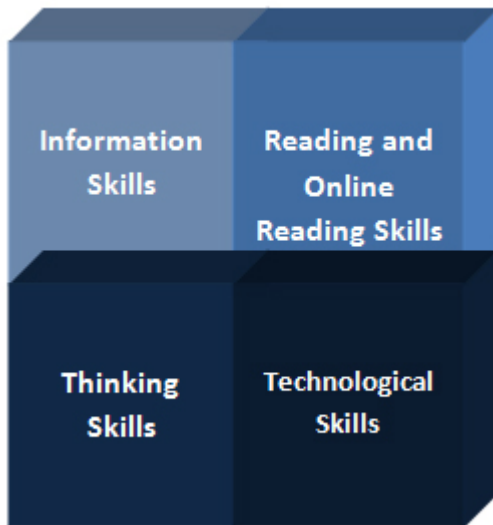 Information
Skills
Reading and
Online
Reading Skills
Thinking
Skills
Technological
Skills